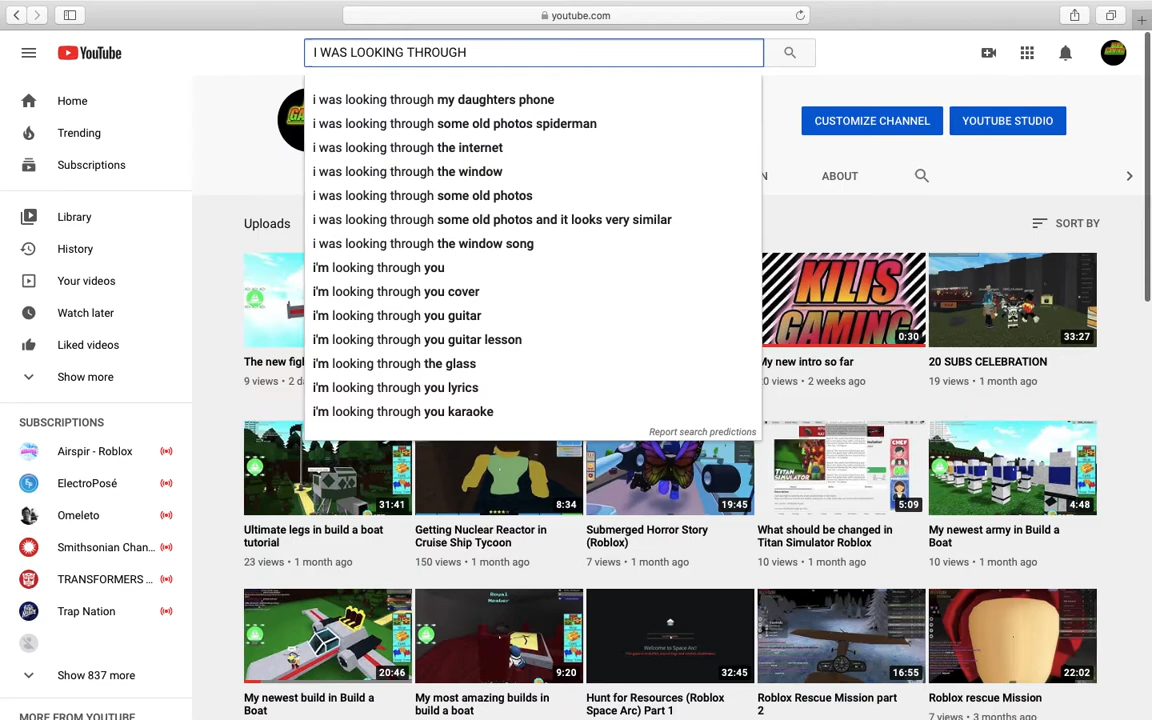 youtube.com
YouTube
I WAS LOOKING THROUGH
i was looking through my daughters phone
i was looking through some old photos spiderman
i was looking through the internet
i was looking through the window
i was looking through some old photos
i was looking through some old photos and it looks very similar
i was looking through the window song
i'm looking through you
i'm looking through you cover
i'm looking through you guitar
i'm looking through you guitar lesson
i'm looking through the glass
i'm looking through you lyrics
i'm looking through you karaoke
Report search predictions
Home
Trending
Subscriptions
Library
History
Your videos
Watch later
Liked videos
Show more
SUBSCRIPTIONS
Airspir - Roblox
ElectroPosé
Omeleto
Smithsonian Chan...
TRANSFORMERS ...
Trap Nation
Show 837 more
MORE FROM YOUTUBE
CUSTOMIZE CHANNEL
YOUTUBE STUDIO
N
ABOUT
Uploads
SORT BY
KILIS
GAMING
0:30
33:27
The new figh
9 views • 2 da
My new intro so far
20 views • 2 weeks ago
20 SUBS CELEBRATION
19 views • 1 month ago
31:41
8:34
19:45
TITAN
SIMULATOR
CHEF
5:09
4:48
Ultimate legs in build a boat
tutorial
23 views • 1 month ago
Getting Nuclear Reactor in
Cruise Ship Tycoon
150 views • 1 month ago
Submerged Horror Story
(Roblox)
7 views • 1 month ago
What should be changed in
Titan Simulator Roblox
10 views • 1 month ago
My newest army in Build a
Boat
10 views • 1 month ago
20:46
9:20
Welcome to Space Arc!
32:45
16:55
22:02
My newest build in Build a
Boat
My most amazing builds in
build a boat
Hunt for Resources (Roblox
Space Arc) Part 1
Roblox Rescue Mission part
2
Roblox rescue Mission
7 views • 3 months ago